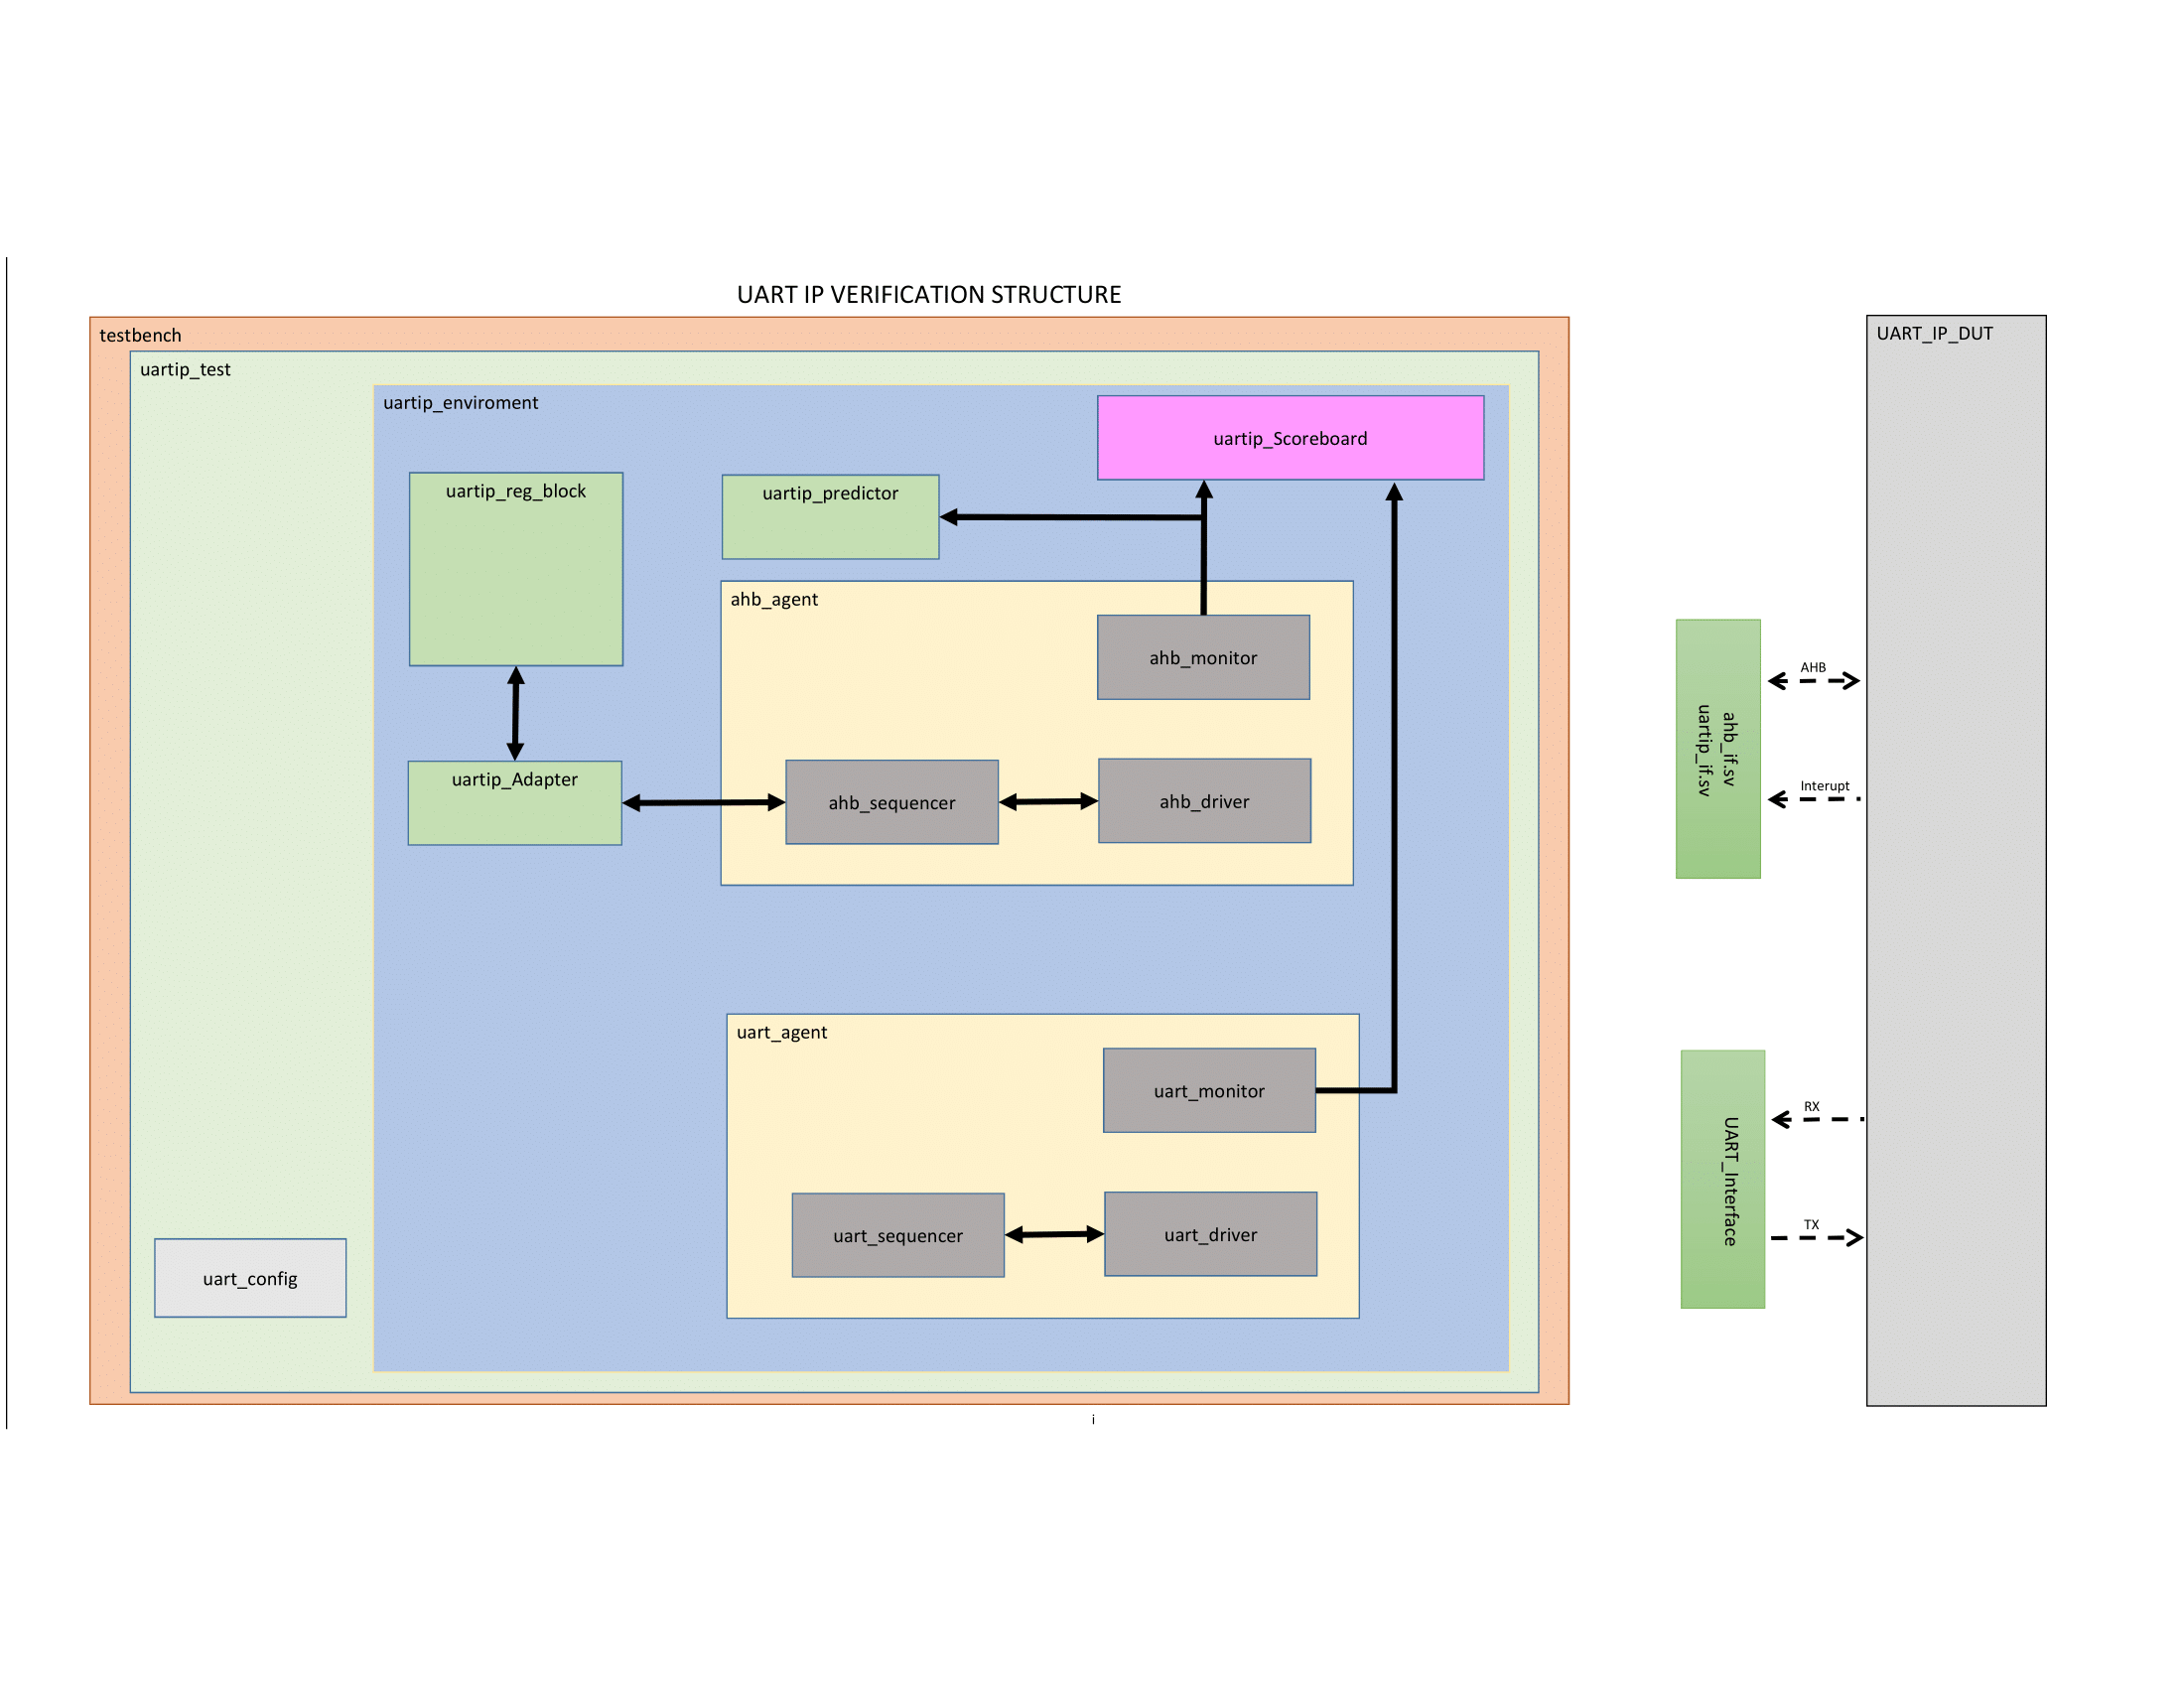 UART IP VERIFICATION STRUCTURE
testbench
UART_IP_DUT
uartip_test
uartip_enviroment
uartip_Scoreboard
uartip_reg_block
uartip_predictor
ahb_agent
ahb_monitor
AHB
ahb_if.sv
uartip_if.sv
Interupt
uartip_Adapter
ahb_sequencer
ahb_driver
uart_agent
uart_monitor
RX
UART_Interface
TX
uart_sequencer
uart_driver
uart_config
i